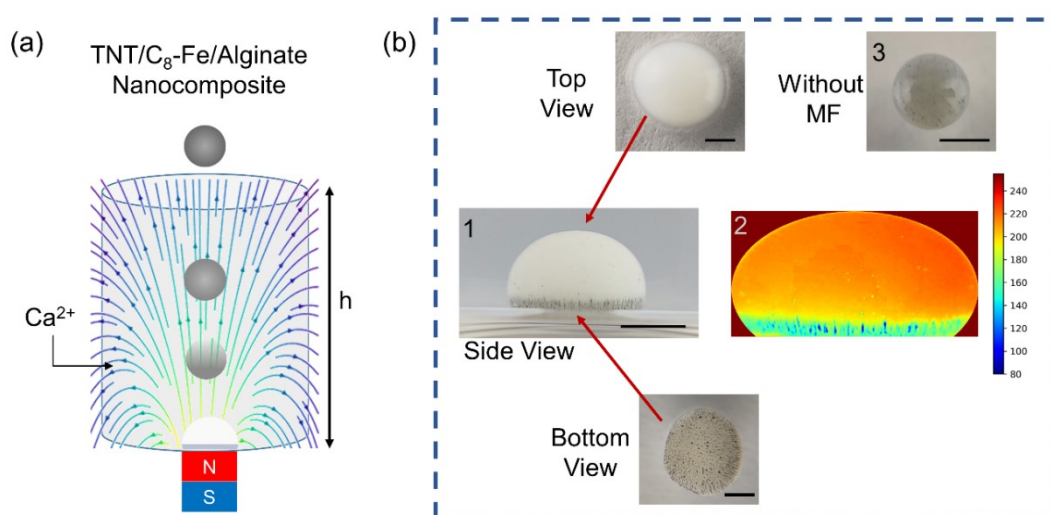 (a)
TNT/C₈-Fe/Alginate
Nanocomposite
Ca²⁺
h
N
S
(b)
Top
View
Without
MF
3
1
Side View
2
240
220
200
180
160
140
120
100
80
Bottom
View